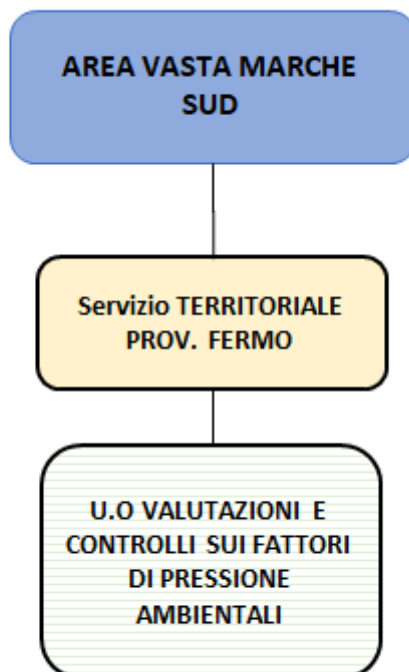 AREA VASTA MARCHE
SUD
Servizio TERRITORIALE
PROV. FERMO
U.O VALUTAZIONI E
CONTROLLI SUI FATTORI
DI PRESSIONE
AMBIENTALI